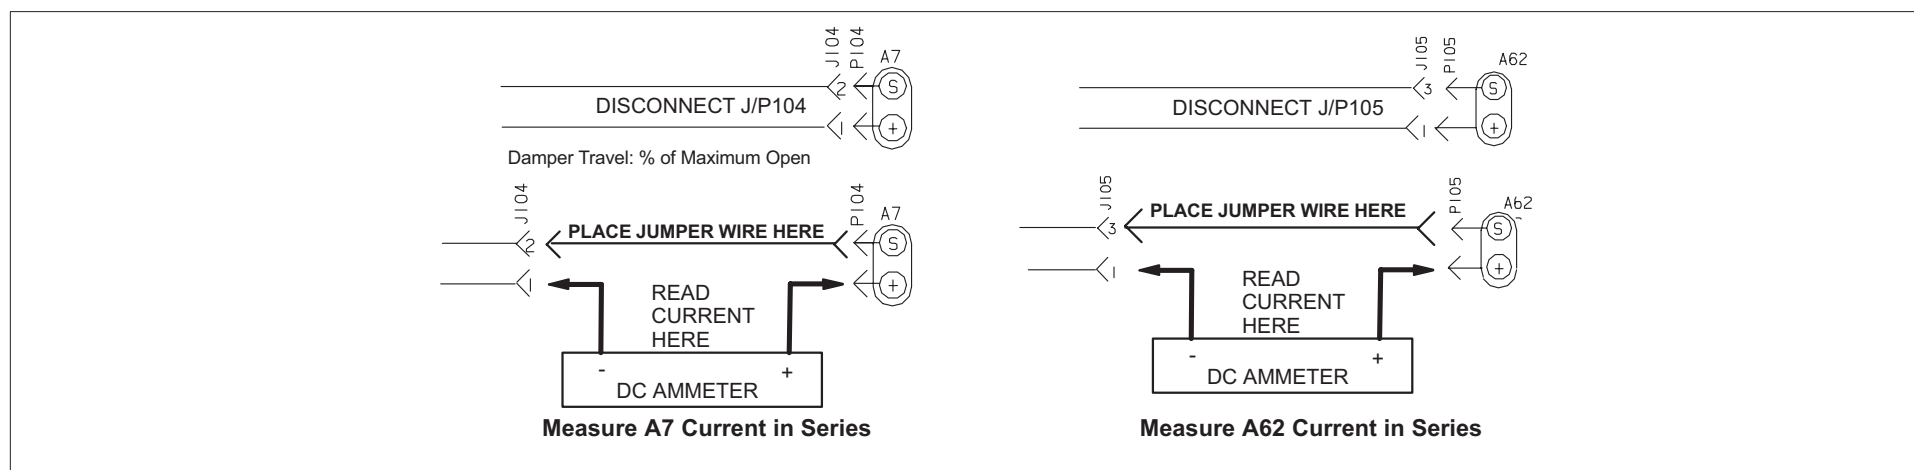 J104 P104 A7
2 S
DISCONNECT J/P104
1 +
Damper Travel: % of Maximum Open
J104 P104 A7
2 PLACE JUMPER WIRE HERE S
1 +
READ
CURRENT
HERE
- +
DC AMMETER
Measure A7 Current in Series
J105 P105 A62
3 S
DISCONNECT J/P105
1 +
J105 P105 A62
3 PLACE JUMPER WIRE HERE S
1 +
READ
CURRENT
HERE
- +
DC AMMETER
Measure A62 Current in Series